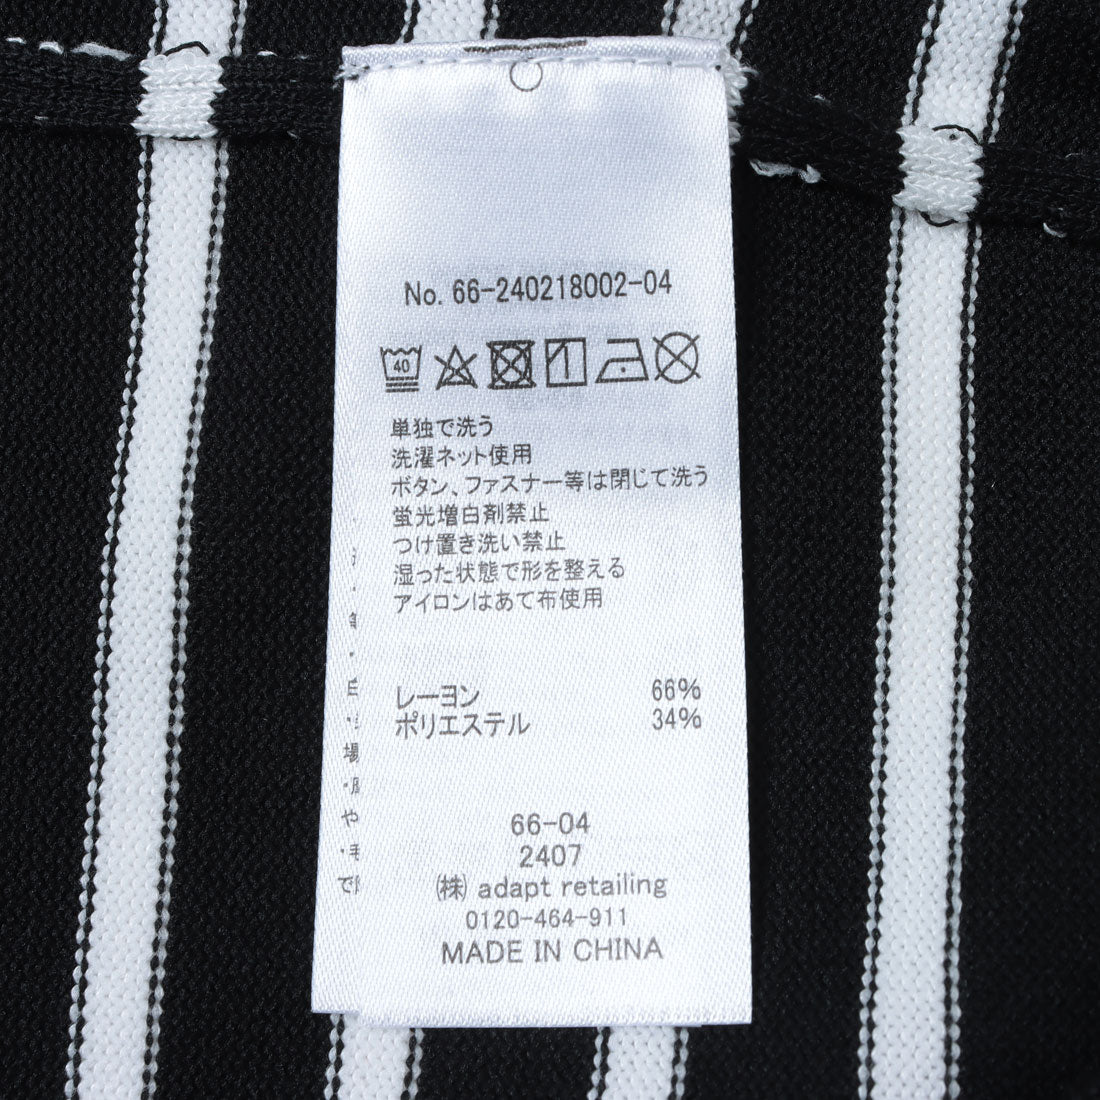 No. 66-240218002-04
40
単独で洗う
洗濯ネット使用
ボタン、ファスナー等は閉じて洗う
蛍光増白剤禁止
つけ置き洗い禁止
湿った状態で形を整える
アイロンはあて布使用
レーヨン 66%
ポリエステル 34%
66-04
2407
㈱ adapt retailing
0120-464-911
MADE IN CHINA